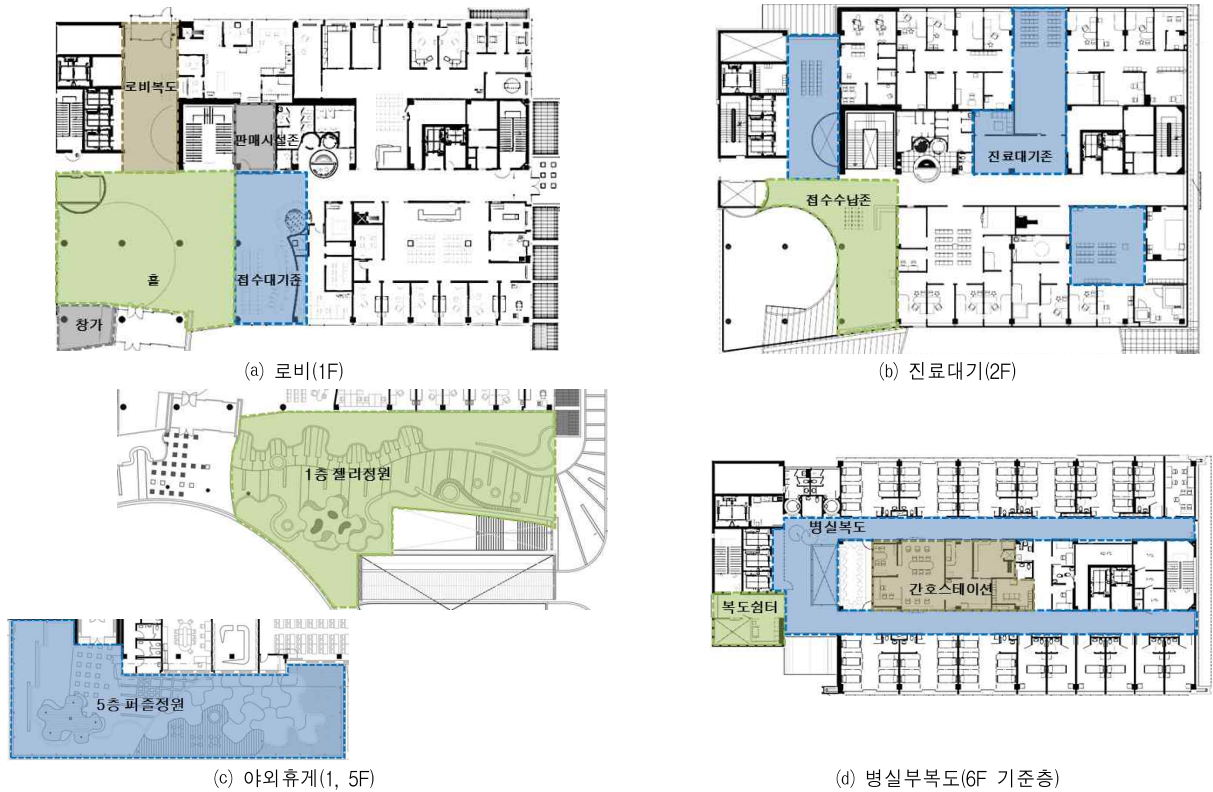 로비복도
판매시설존
홀
접수대기존
창가
(a) 로비(1F)
진료대기존
접수수납존
(b) 진료대기(2F)
1층 젤리정원
5층 퍼즐정원
(c) 야외휴게(1, 5F)
병실복도
간호스테이션
복도쉼터
(d) 병실부복도(6F 기준층)